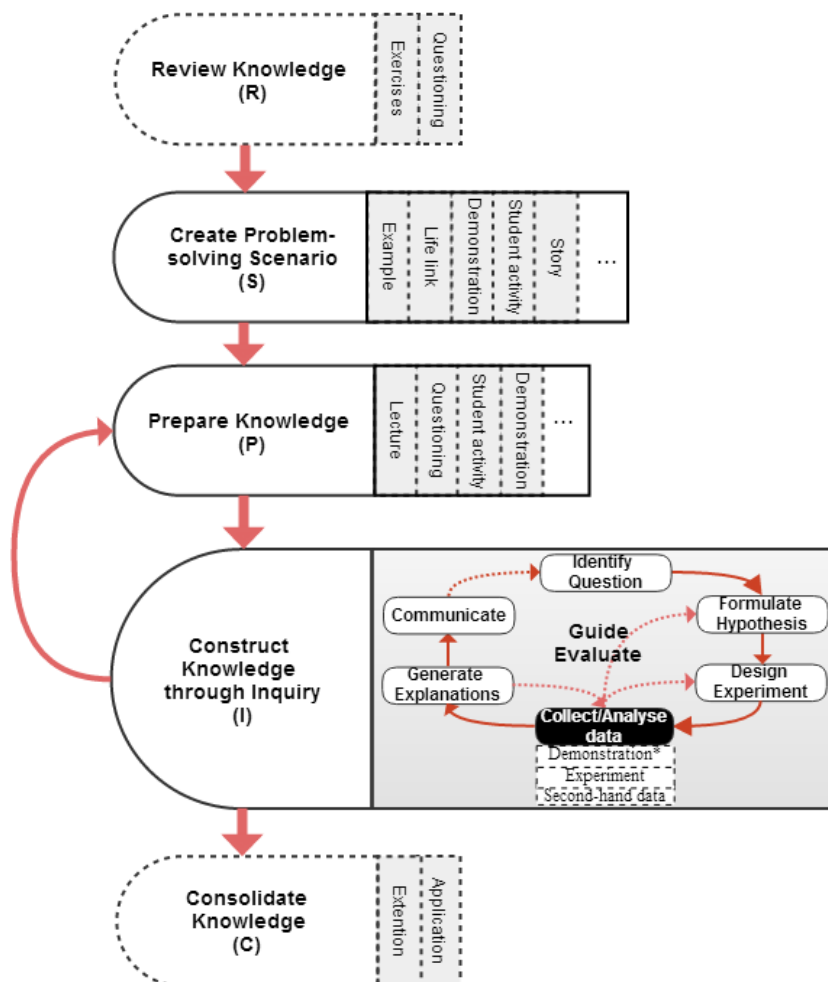 Review Knowledge
(R)
Exercises
Questioning
Create Problem-
solving Scenario
(S)
Example
Life link
Demonstration
Student activity
Story
...
Prepare Knowledge
(P)
Lecture
Questioning
Student activity
Demonstration
...
Construct
Knowledge
through Inquiry
(I)
Identify
Question
Formulate
Hypothesis
Design
Experiment
Collect/Analyse
data
Demonstration*
Experiment
Second-hand data
Generate
Explanations
Communicate
Guide
Evaluate
Consolidate
Knowledge
(C)
Extention
Application